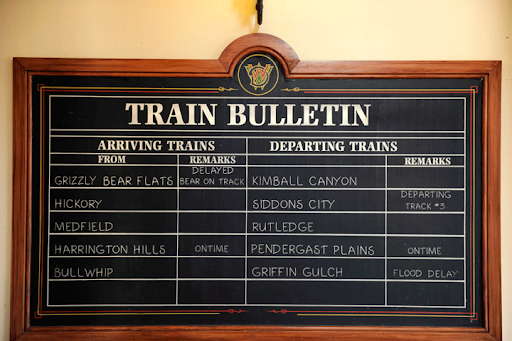 TRAIN BULLETIN
ARRIVING TRAINS DEPARTING TRAINS
FROM REMARKS REMARKS
GRIZZLY BEAR FLATS DELAYED BEAR ON TRACK KIMBALL CANYON
HICKORY SIDDONS CITY DEPARTING TRACK #3
MEDFIELD RUTLEDGE
HARRINGTON HILLS ONTIME PENDERGAST PLAINS ONTIME
BULLWHIP GRIFFIN GULCH FLOOD DELAY